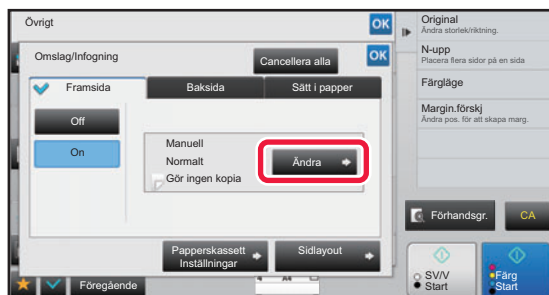 Övrigt
OK
Omslag/Infogning
Cancellera alla
OK
Framsida
Baksida
Sätt i papper
Off
On
Manuell
Normalt
Gör ingen kopia
Ändra
Papperskassett
Inställningar
Sidlayout
Föregående
A4
Original
Ändra storlek/riktning.
N-upp
Placera flera sidor på en sida
Färgläge
Margin.förskj
Ändra pos. för att skapa marg.
Förhandsgr.
CA
SV/V
Start
Färg
Start